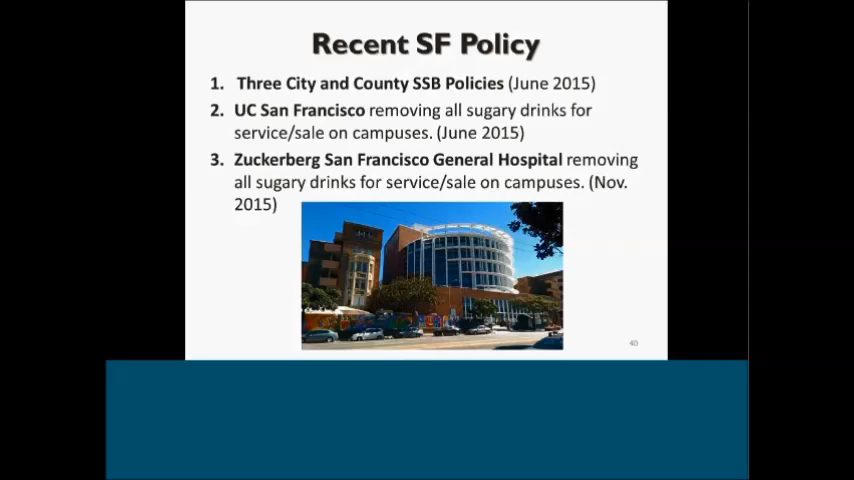 Recent SF Policy
1. Three City and County SSB Policies (June 2015)
2. UC San Francisco removing all sugary drinks for
service/sale on campuses. (June 2015)
3. Zuckerberg San Francisco General Hospital removing
all sugary drinks for service/sale on campuses. (Nov.
2015)
40